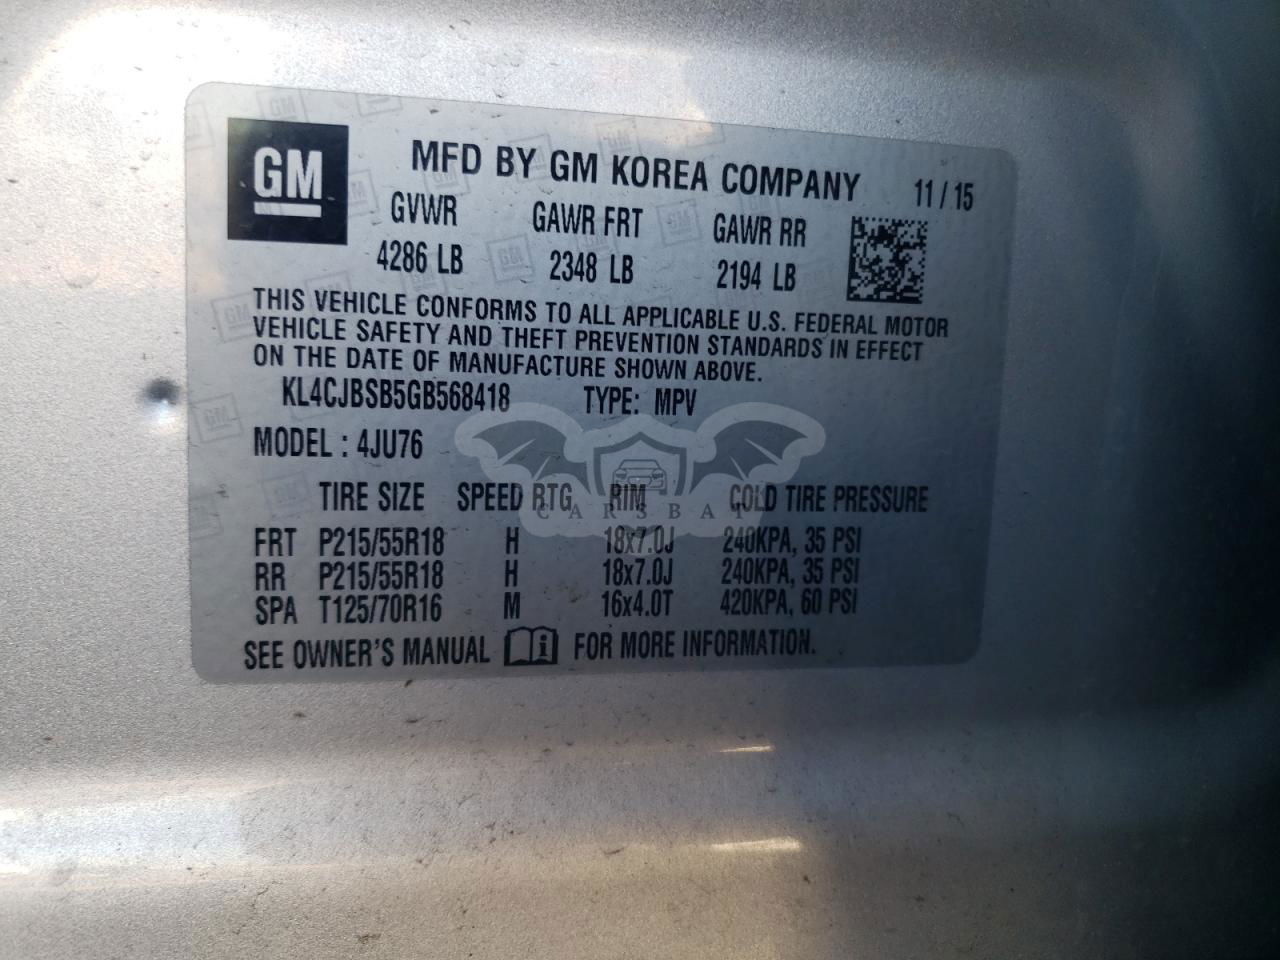 GM
MFD BY GM KOREA COMPANY 11 / 15
GVWR GAWR FRT GAWR RR
4286 LB 2348 LB 2194 LB
THIS VEHICLE CONFORMS TO ALL APPLICABLE U.S. FEDERAL MOTOR
VEHICLE SAFETY AND THEFT PREVENTION STANDARDS IN EFFECT
ON THE DATE OF MANUFACTURE SHOWN ABOVE.
KL4CJBSB5GB568418 TYPE: MPV
MODEL : 4JU76
TIRE SIZE SPEED RTG RIM COLD TIRE PRESSURE
CARSBAT
FRT P215/55R18 H 18x7.0J 240KPA, 35 PSI
RR P215/55R18 H 18x7.0J 240KPA, 35 PSI
SPA T125/70R16 M 16x4.0T 420KPA, 60 PSI
SEE OWNER'S MANUAL FOR MORE INFORMATION.